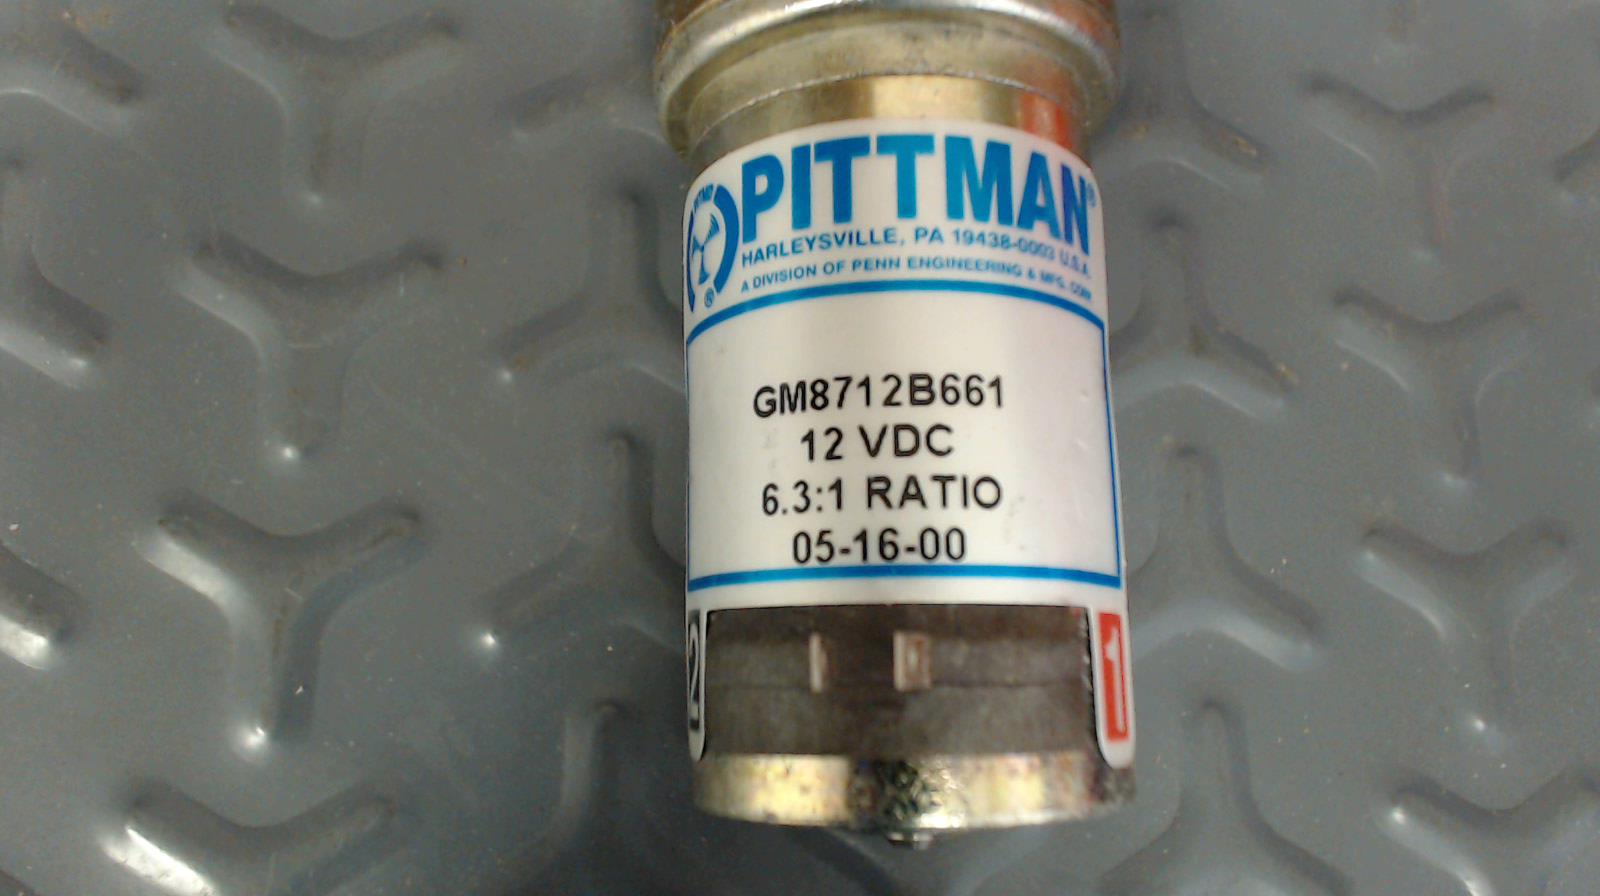 PITTMAN®
HARLEYSVILLE, PA 19438-0003 U.S.A.
A DIVISION OF PENN ENGINEERING & MFG. CORP.
®
GM8712B661
12 VDC
6.3:1 RATIO
05-16-00
2
1